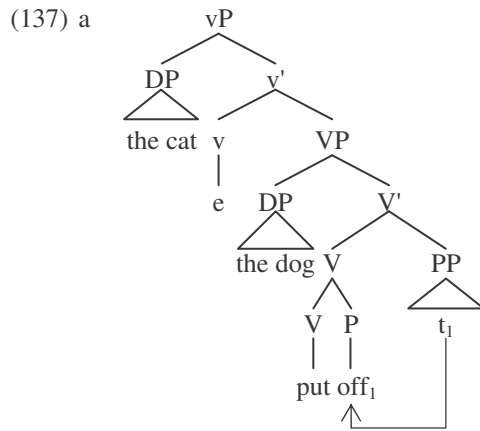 (137) a vP
DP v'
the cat v VP
e DP V'
the dog V PP
V P t₁
put off₁